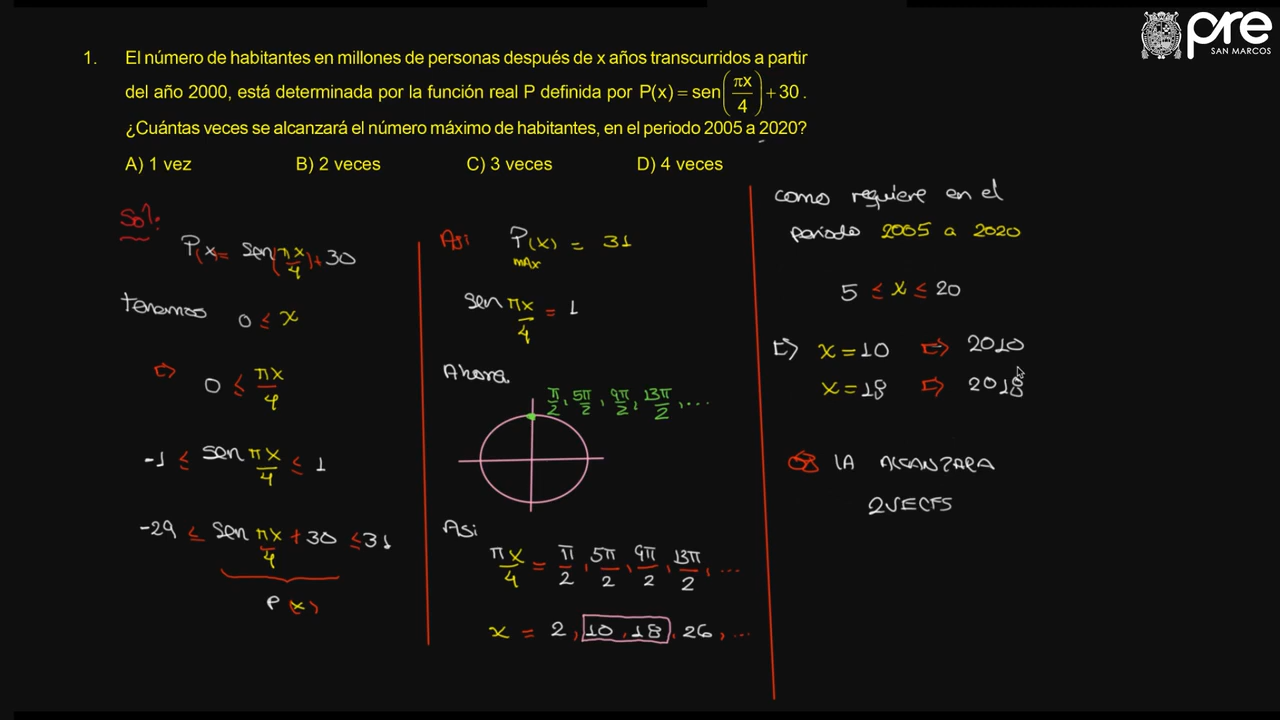 pre
SAN MARCOS
1. El número de habitantes en millones de personas después de x años transcurridos a partir
del año 2000, está determinada por la función real P definida por P(x) = sen(πx/4) + 30 .
¿Cuántas veces se alcanzará el número máximo de habitantes, en el periodo 2005 a 2020?
A) 1 vez B) 2 veces C) 3 veces D) 4 veces
Sol:
P(x)= sen(πx/4)+30
tenemos 0 ≤ x
⇨ 0 ≤ πx/4
-1 ≤ sen πx/4 ≤ 1
-29 ≤ sen πx/4 + 30 ≤ 31
P(x)
Asi P(x) = 31
max
sen πx/4 = 1
Ahora
π/2, 5π/2, 9π/2, 13π/2, ...
Asi
πx/4 = π/2, 5π/2, 9π/2, 13π/2, ...
x = 2, 10, 18, 26, ...
como requiere en el
periodo 2005 a 2020
5 ≤ x ≤ 20
⇨ x = 10 ⇨ 2010
x = 18 ⇨ 2018
LA ALCANZARA
2 VECES